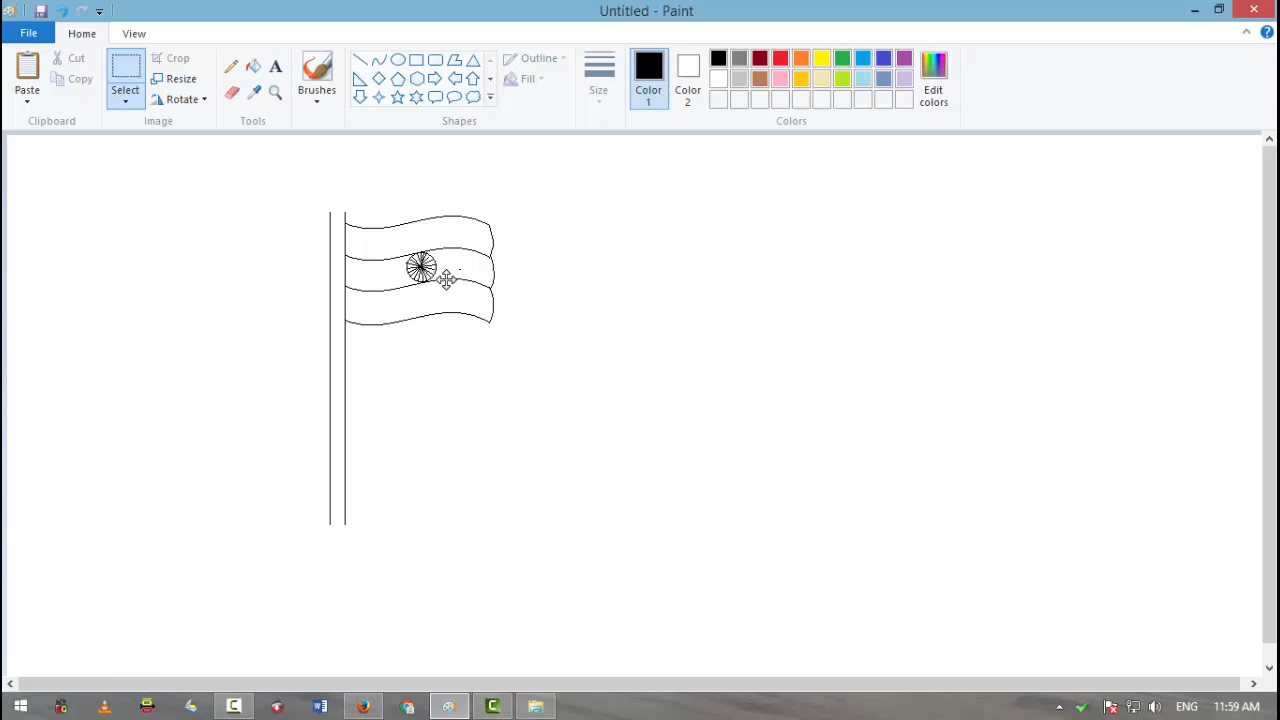 Untitled - Paint
File Home View
Paste
Cut
Copy
Clipboard
Select
Crop
Resize
Rotate
Image
A
Tools
Brushes
Shapes
Outline
Fill
Size
Color
1
Color
2
Edit
colors
Colors
ENG 11:59 AM